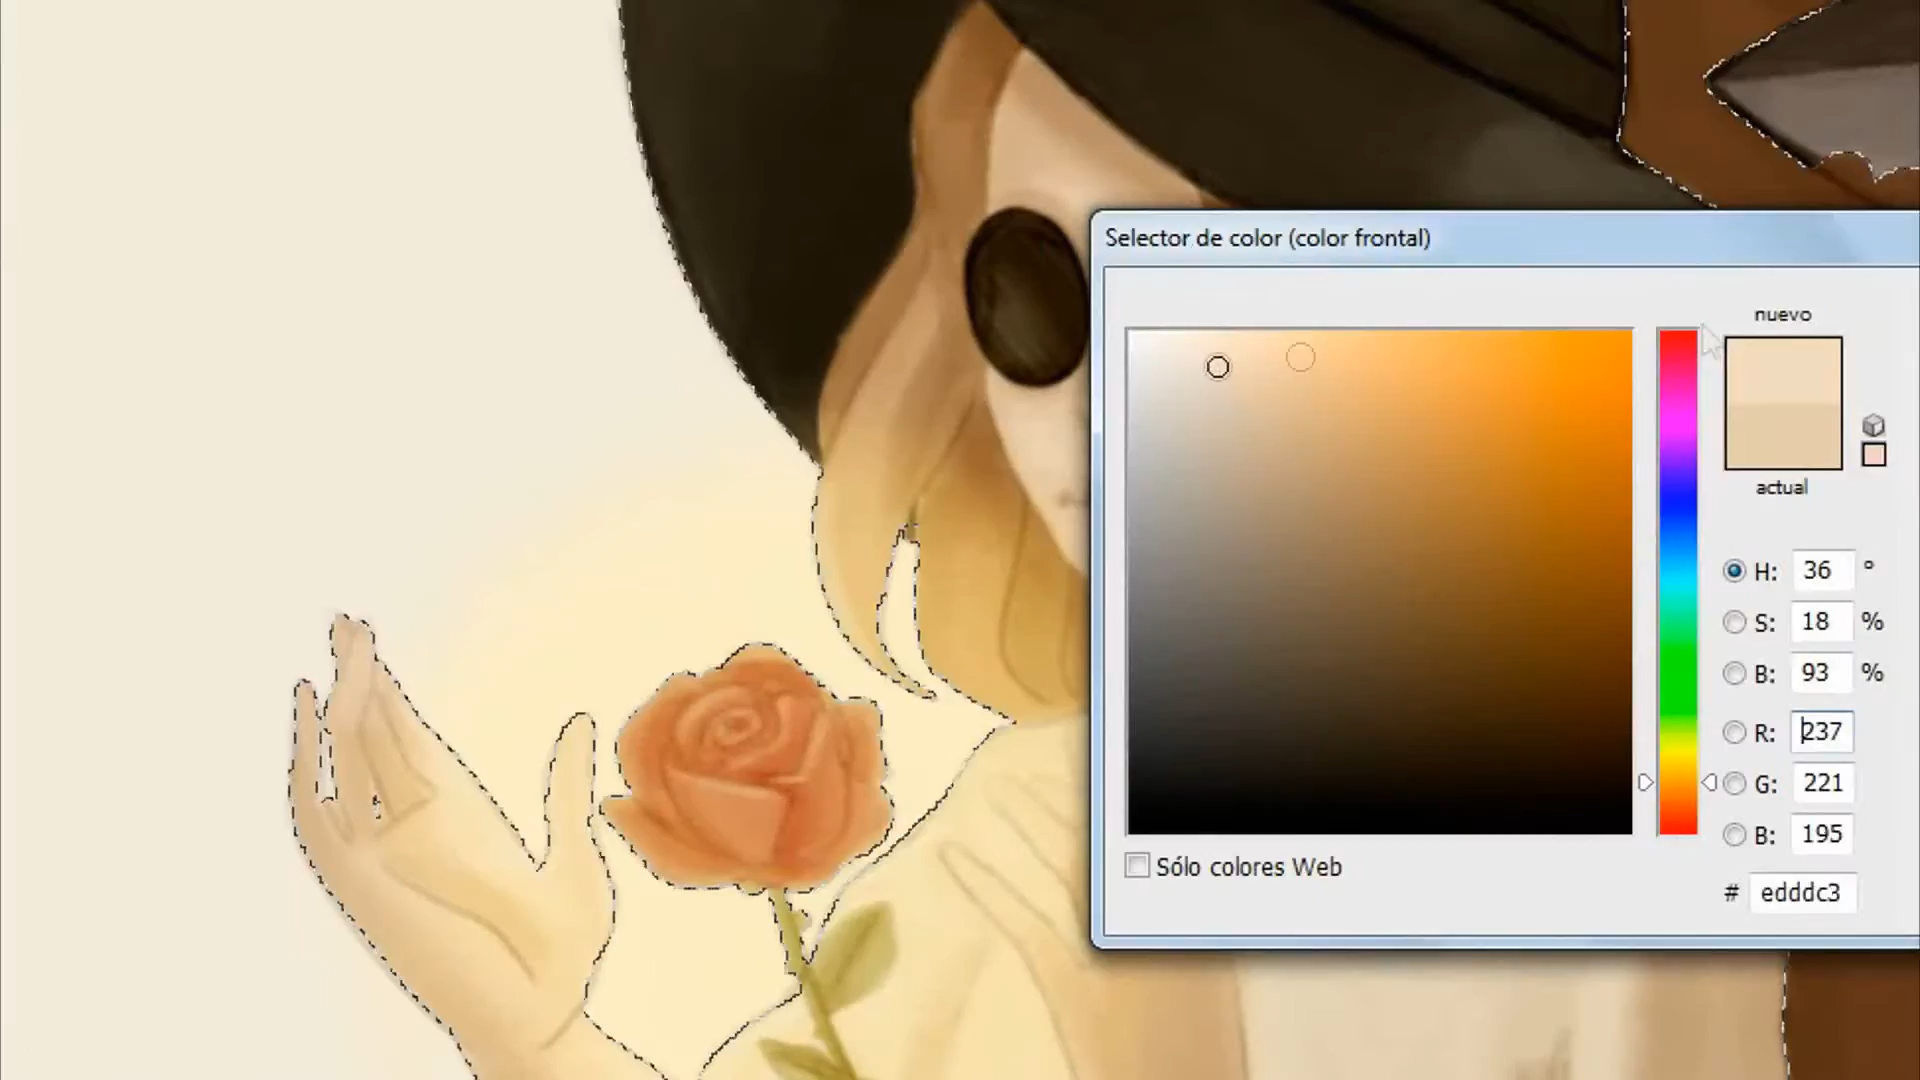 Selector de color (color frontal)
nuevo
actual
H: 36 °
S: 18 %
B: 93 %
R: 237
G: 221
B: 195
Sólo colores Web
# edddc3